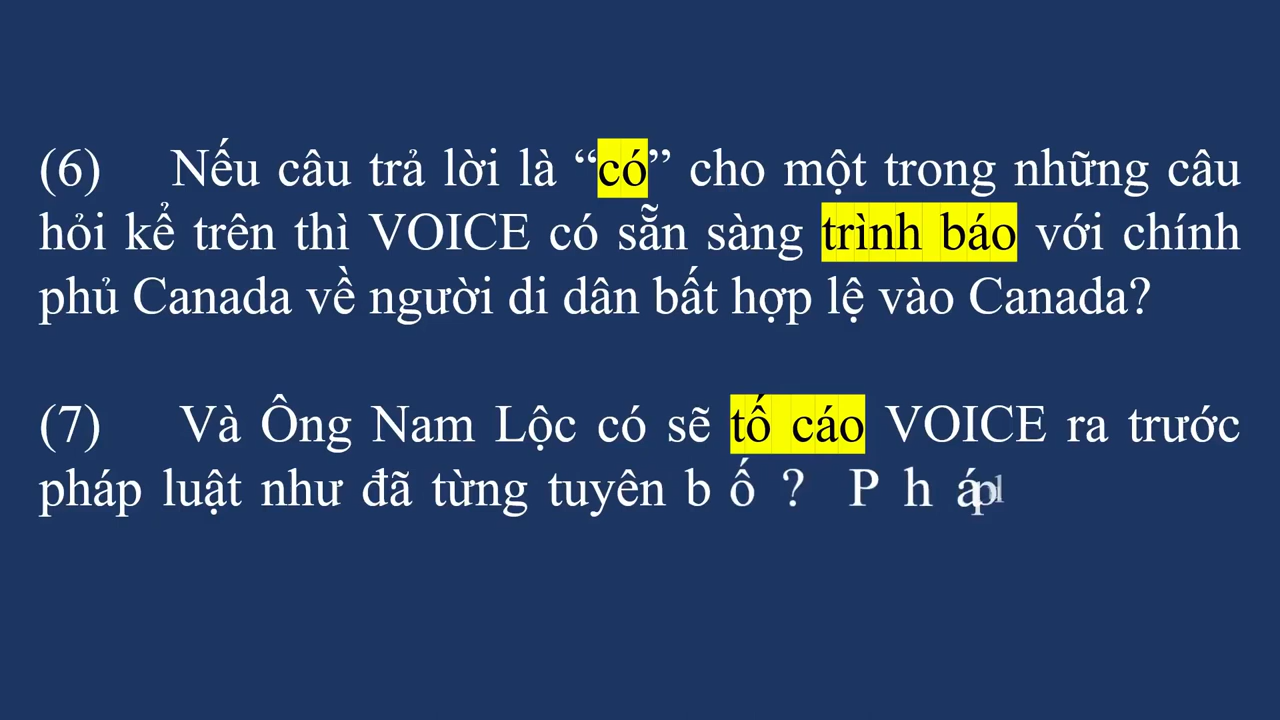 (6) Nếu câu trả lời là “có” cho một trong những câu
hỏi kể trên thì VOICE có sẵn sàng trình báo với chính
phủ Canada về người di dân bất hợp lệ vào Canada?
(7) Và Ông Nam Lộc có sẽ tố cáo VOICE ra trước
pháp luật như đã từng tuyên bố? Pháp